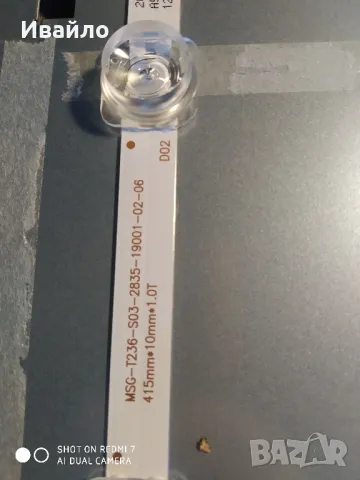 Ивайло
D02
MSG-T236-S03-2835-19001-02-06
415mm*10mm*1.0T
SHOT ON REDMI 7
AI DUAL CAMERA
BAZAR